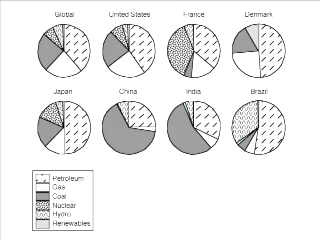 Global
United States
France
Denmark
Japan
China
India
Brazil
Petroleum
Gas
Coal
Nuclear
Hydro
Renewables